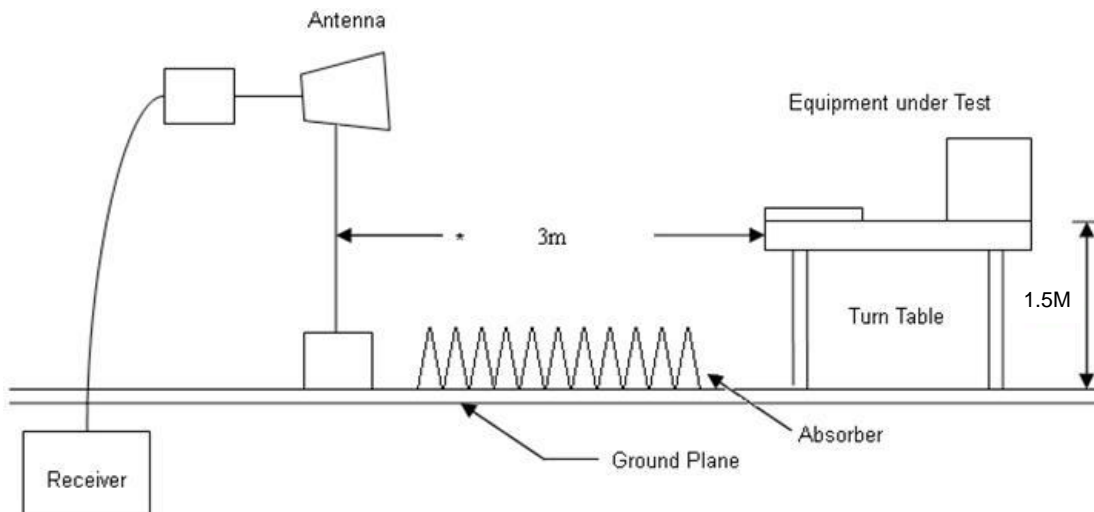 Antenna
Equipment under Test
* 3m
1.5M
Turn Table
Absorber
Ground Plane
Receiver